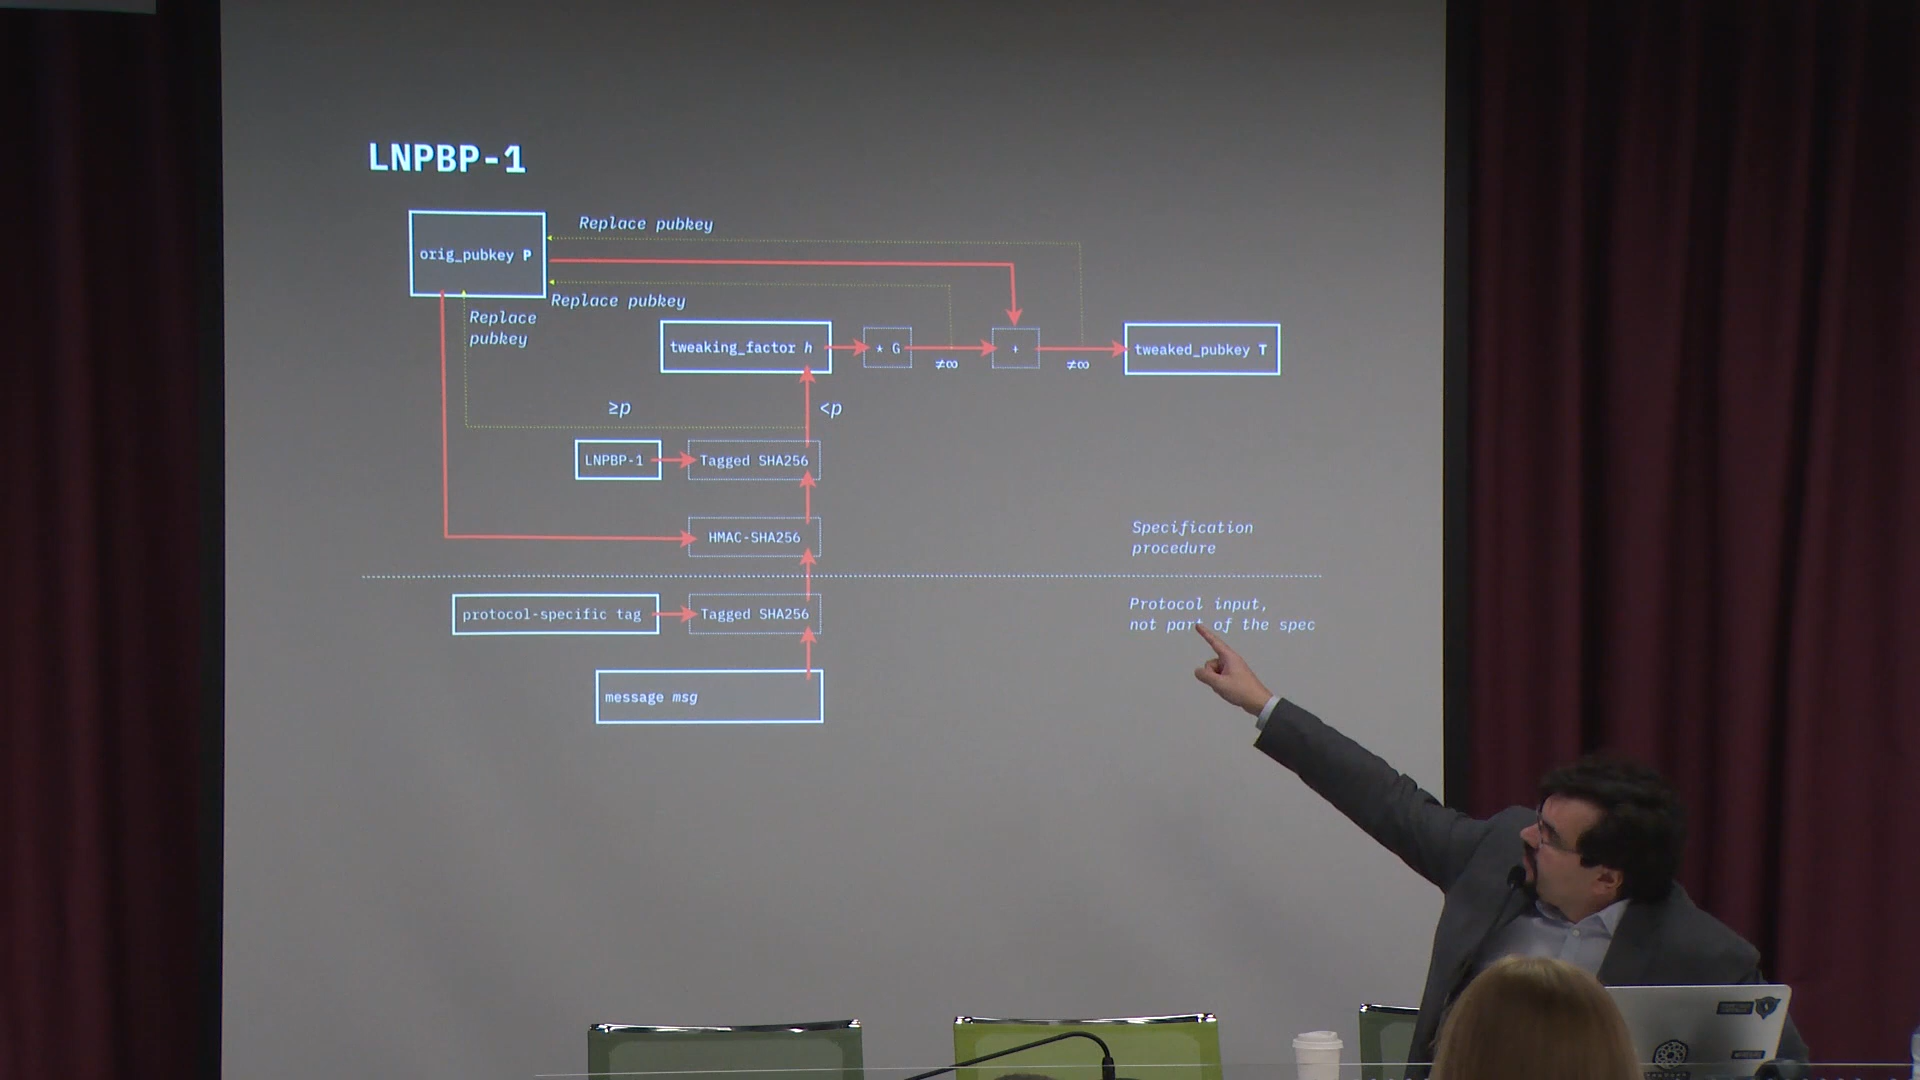 LNPBP-1
Replace pubkey
orig_pubkey P
Replace pubkey
Replace
pubkey
tweaking_factor h
* G
≠∞
+
≠∞
tweaked_pubkey T
≥p
<p
LNPBP-1
Tagged SHA256
HMAC-SHA256
Specification
procedure
protocol-specific tag
Tagged SHA256
Protocol input,
not part of the spec
message msg